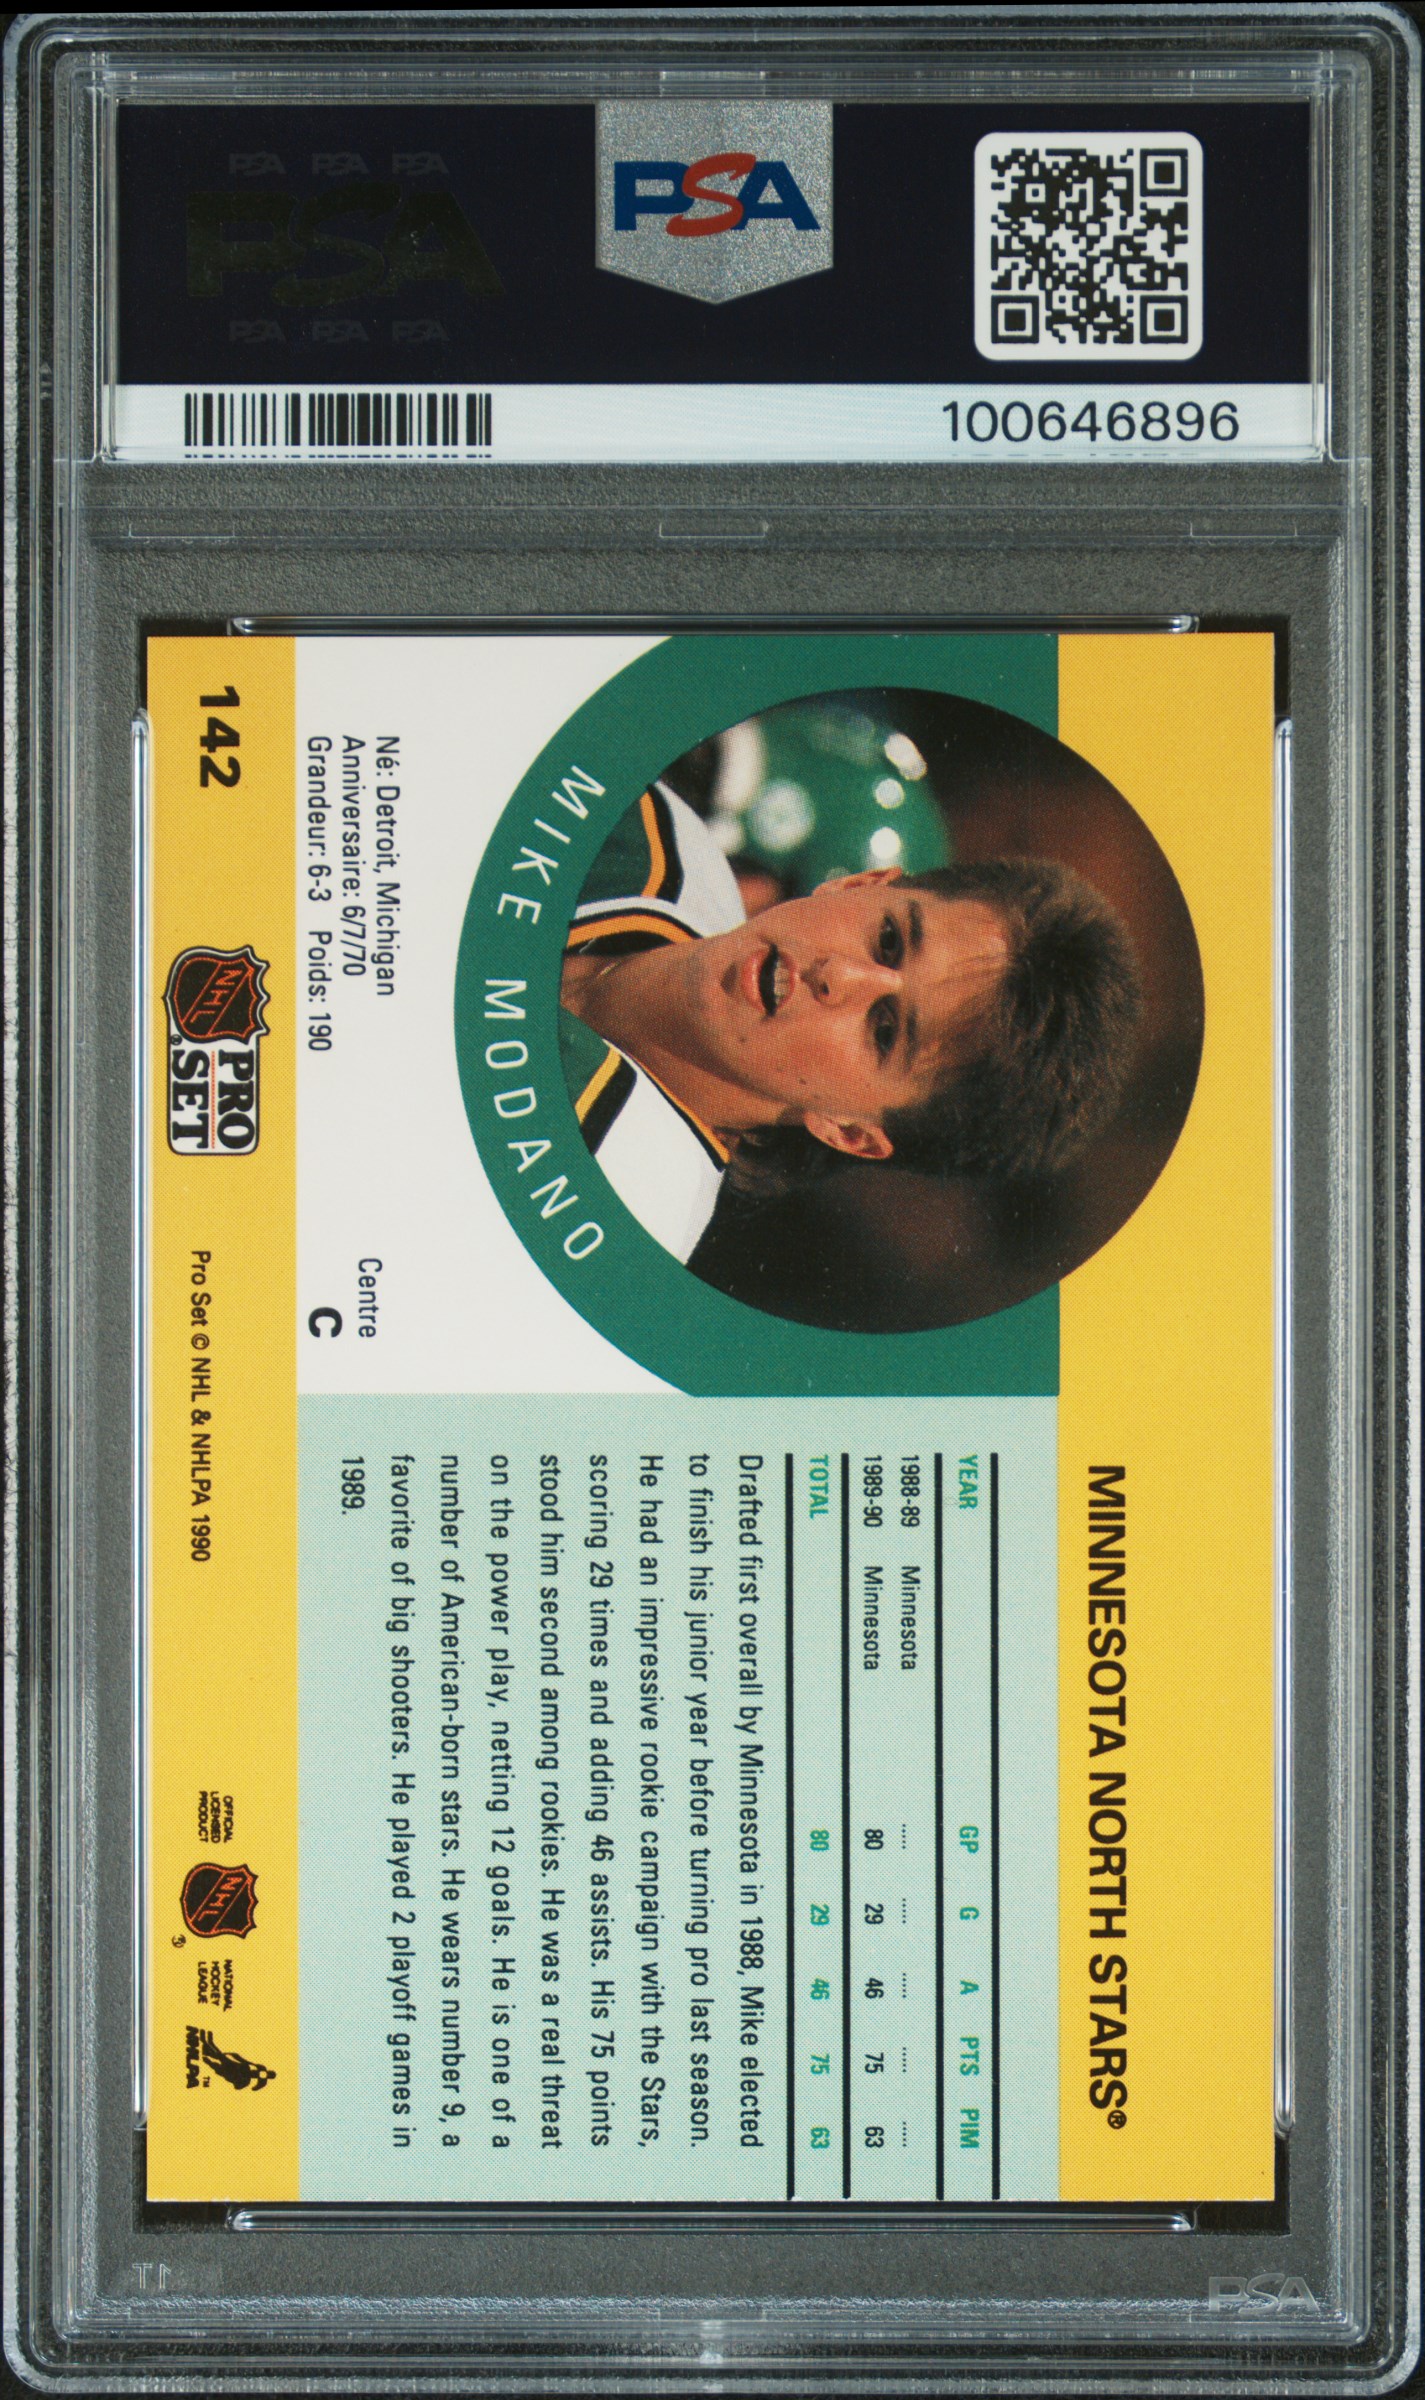 PSA PSA PSA
PSA
PSA PSA PSA
PSA
100646896
MINNESOTA NORTH STARS®
MIKE MODANO
Né: Detroit, Michigan
Anniversaire: 6/7/70
Grandeur: 6-3 Poids: 190
Centre
C
YEAR GP G A PTS PIM
1988-89 Minnesota ..... ..... ..... ..... .....
1989-90 Minnesota 80 29 46 75 63
TOTAL 80 29 46 75 63
Drafted first overall by Minnesota in 1988, Mike elected
to finish his junior year before turning pro last season.
He had an impressive rookie campaign with the Stars,
scoring 29 times and adding 46 assists. His 75 points
stood him second among rookies. He was a real threat
on the power play, netting 12 goals. He is one of a
number of American-born stars. He wears number 9, a
favorite of big shooters. He played 2 playoff games in
1989.
142
NHL
PRO
SET
®
Pro Set © NHL & NHLPA 1990
OFFICIAL
LICENSED
PRODUCT
NHL
®
NATIONAL
HOCKEY
LEAGUE
NHLPA
TM
PSA